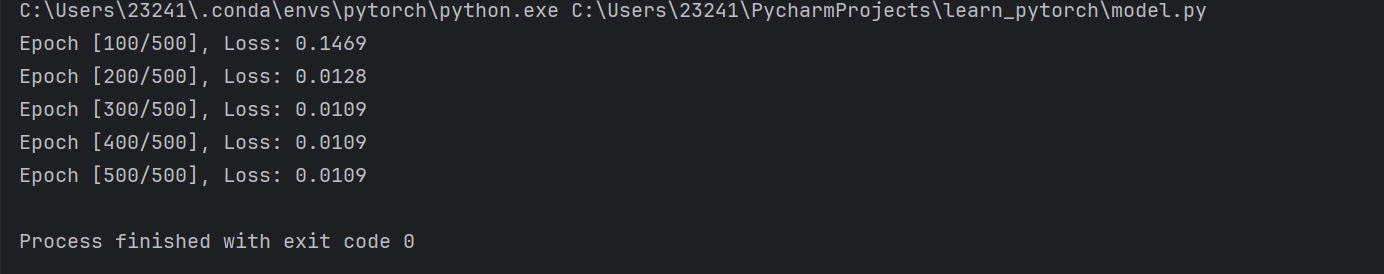 C:\Users\23241\.conda\envs\pytorch\python.exe C:\Users\23241\PycharmProjects\learn_pytorch\model.py
Epoch [100/500], Loss: 0.1469
Epoch [200/500], Loss: 0.0128
Epoch [300/500], Loss: 0.0109
Epoch [400/500], Loss: 0.0109
Epoch [500/500], Loss: 0.0109
Process finished with exit code 0